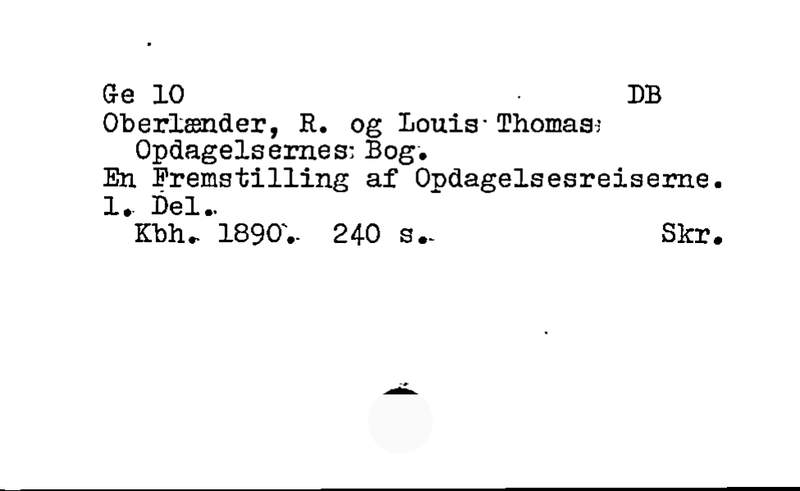 Ge 10 DB
Oberlænder, R. og Louis Thomas:
Opdagelsernes Bog.
En Fremstilling af Opdagelsesreiserne.
1. Del.
Kbh. 1890. 240 s. Skr.